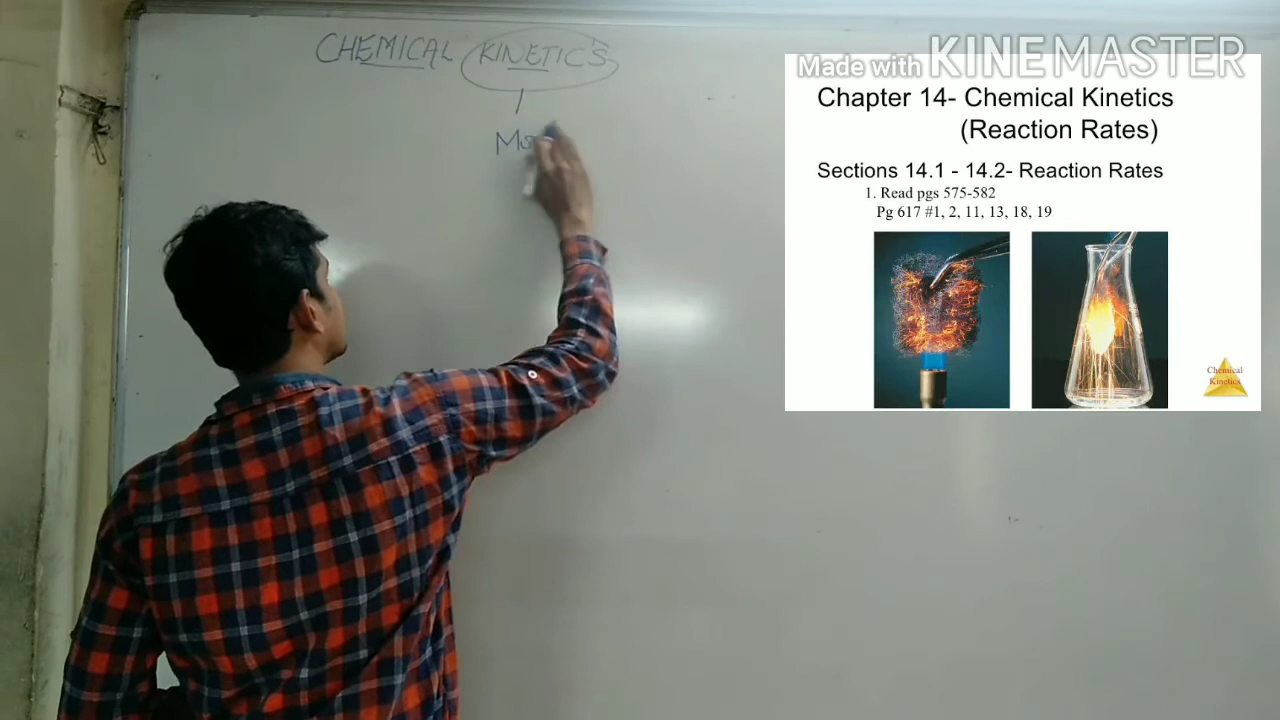 CHEMICAL KINETICS
Made with KINEMASTER
Chapter 14- Chemical Kinetics
(Reaction Rates)
Sections 14.1 - 14.2- Reaction Rates
1. Read pgs 575-582
Pg 617 #1, 2, 11, 13, 18, 19
Chemical
Kinetics